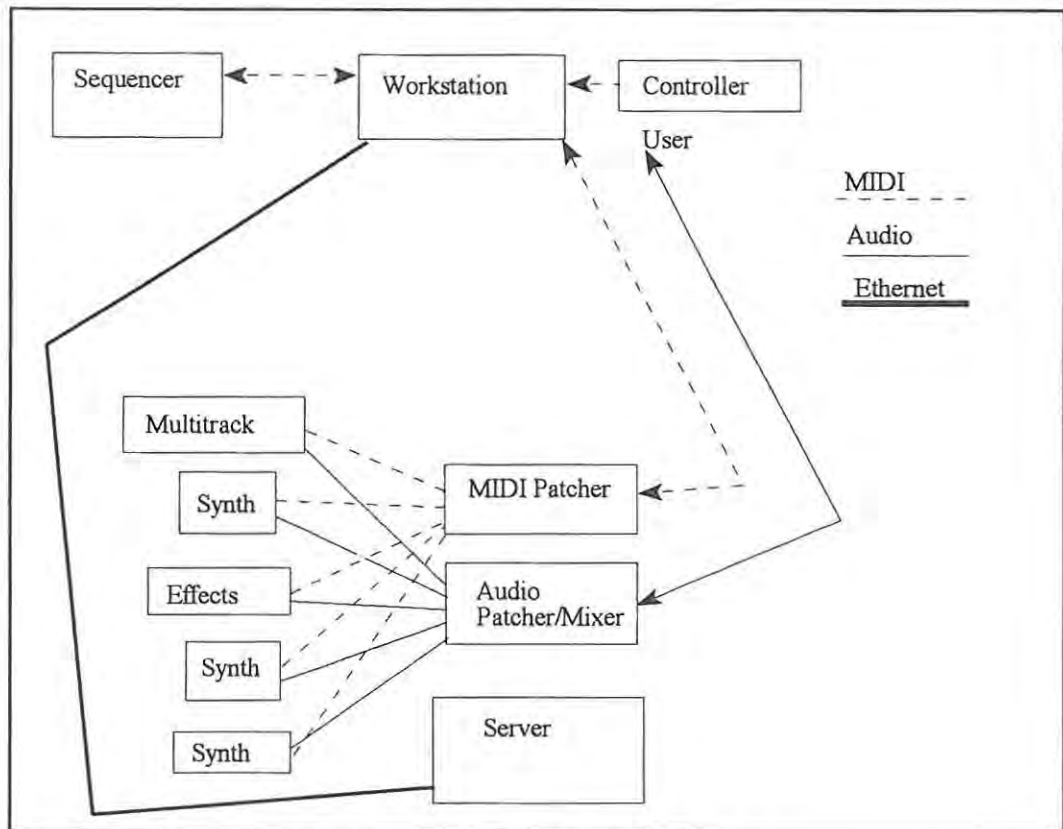 Sequencer
Workstation
Controller
User
MIDI
Audio
Ethernet
Multitrack
MIDI Patcher
Synth
Effects
Audio
Patcher/Mixer
Synth
Server
Synth